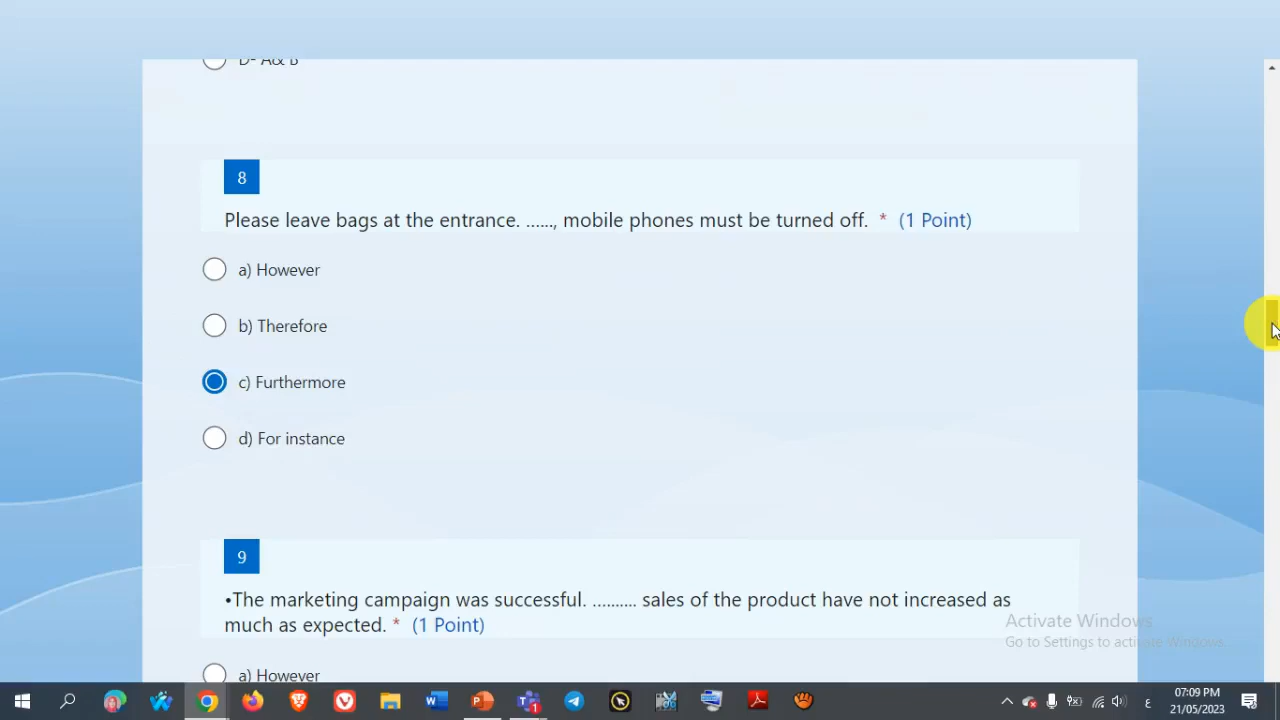 D- A& B
8
Please leave bags at the entrance. ......, mobile phones must be turned off. * (1 Point)
a) However
b) Therefore
c) Furthermore
d) For instance
9
•The marketing campaign was successful. .......... sales of the product have not increased as
much as expected. * (1 Point)
a) However
Activate Windows
Go to Settings to activate Windows.
07:09 PM
21/05/2023
ع
1